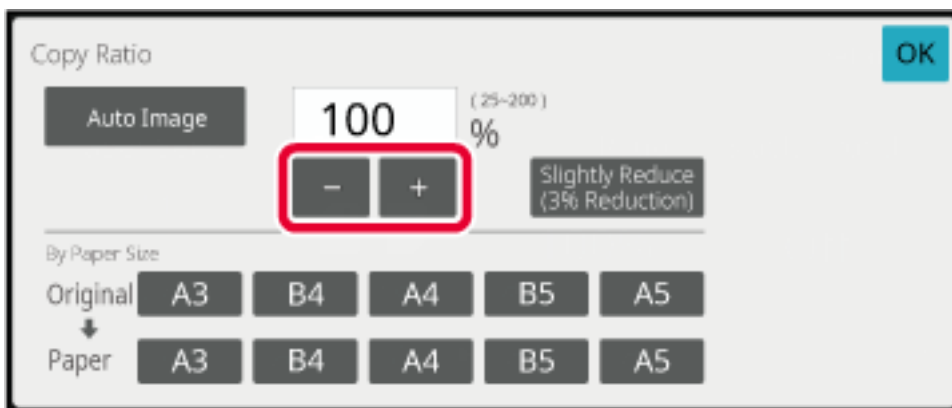 Copy Ratio
OK
Auto Image
100
(25~200)
%
−
+
Slightly Reduce
(3% Reduction)
By Paper Size
Original A3 B4 A4 B5 A5
Paper A3 B4 A4 B5 A5